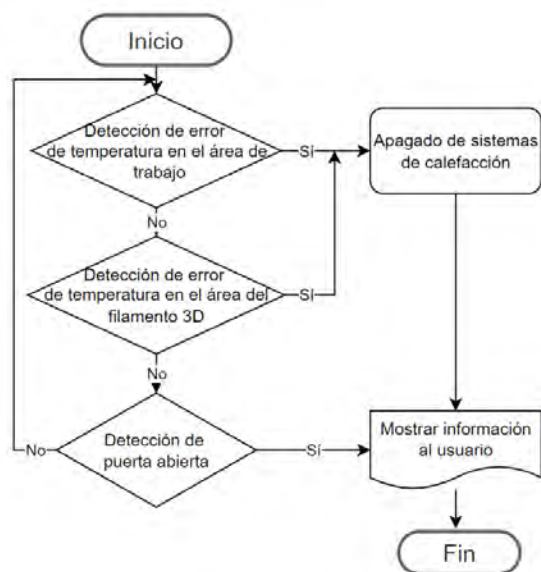 Inicio
Detección de error
de temperatura en el área de
trabajo
Sí
Apagado de sistemas
de calefacción
No
Detección de error
de temperatura en el área del
filamento 3D
Sí
No
Detección de
puerta abierta
No
Sí
Mostrar información
al usuario
Fin